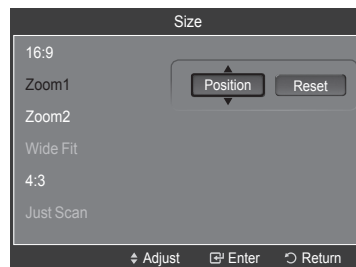 Size
16:9
Zoom1
Position Reset
Zoom2
Wide Fit
4:3
Just Scan
Adjust Enter Return